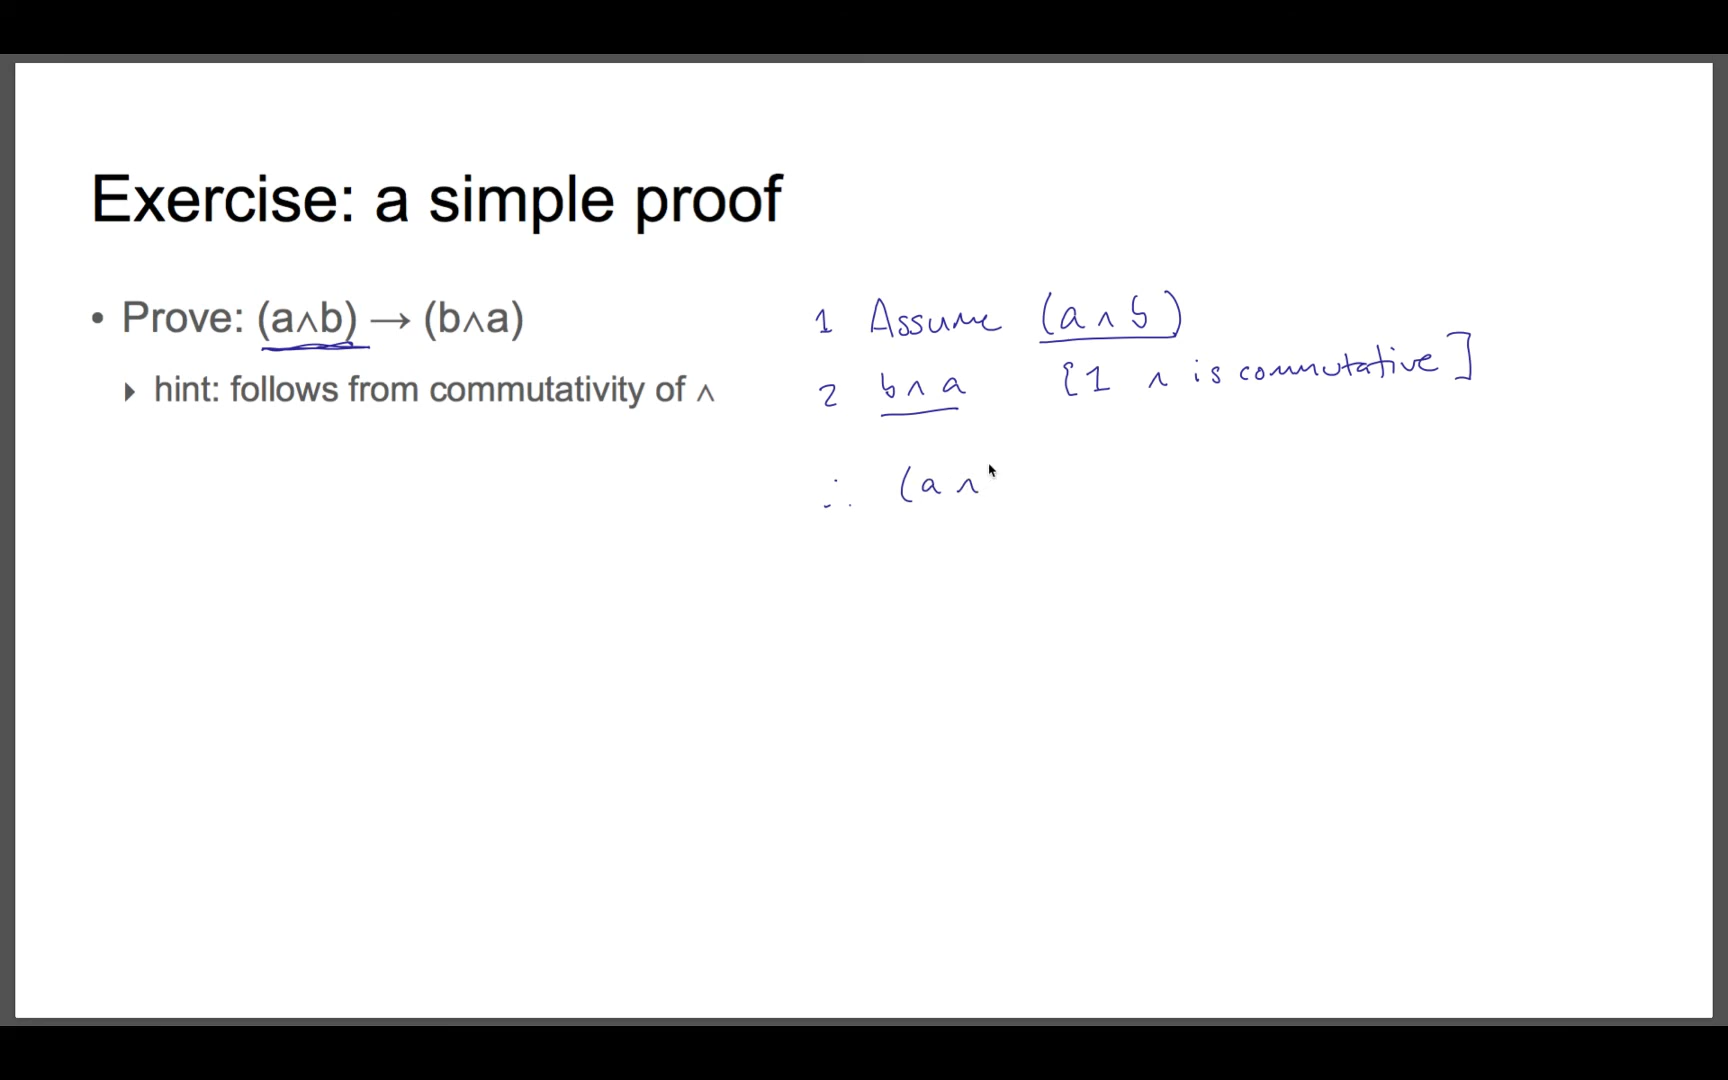 Exercise: a simple proof
• Prove: (a∧b) → (b∧a)
hint: follows from commutativity of ∧
1 Assume (a ∧ b)
2 b ∧ a [1 ∧ is commutative]
∴ (a ∧